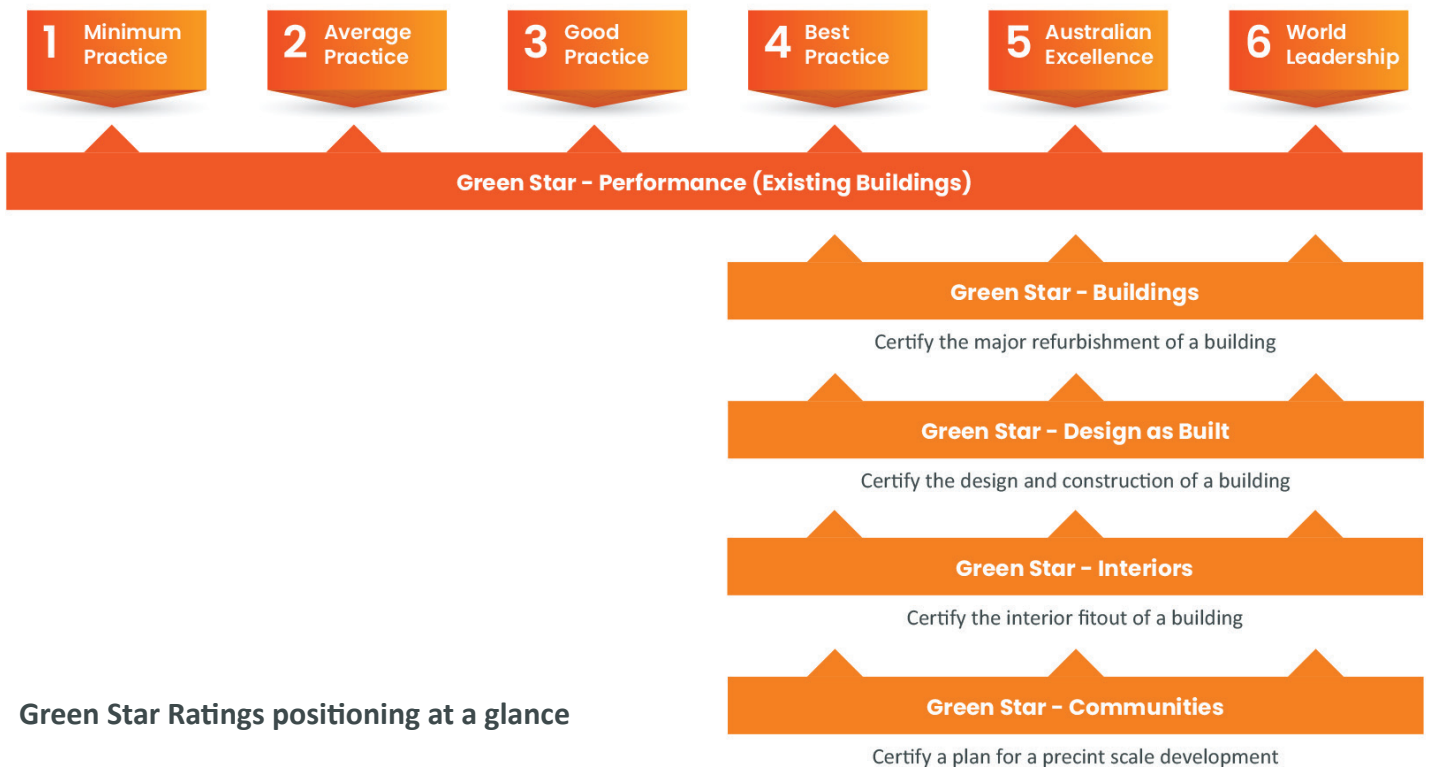 1 Minimum
Practice
2 Average
Practice
3 Good
Practice
4 Best
Practice
5 Australian
Excellence
6 World
Leadership
Green Star – Performance (Existing Buildings)
Green Star – Buildings
Certify the major refurbishment of a building
Green Star – Design as Built
Certify the design and construction of a building
Green Star – Interiors
Certify the interior fitout of a building
Green Star Ratings positioning at a glance
Green Star – Communities
Certify a plan for a precint scale development